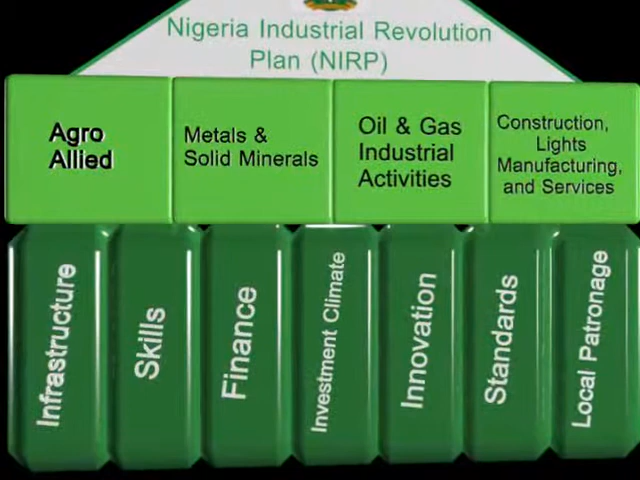 Nigeria Industrial Revolution
Plan (NIRP)
Agro
Allied
Metals &
Solid Minerals
Oil & Gas
Industrial
Activities
Construction,
Lights
Manufacturing,
and Services
Infrastructure
Skills
Finance
Investment Climate
Innovation
Standards
Local Patronage